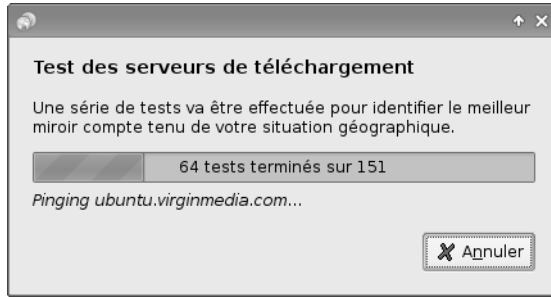 Test des serveurs de téléchargement
Une série de tests va être effectuée pour identifier le meilleur
miroir compte tenu de votre situation géographique.
64 tests terminés sur 151
Pinging ubuntu.virginmedia.com...
Annuler